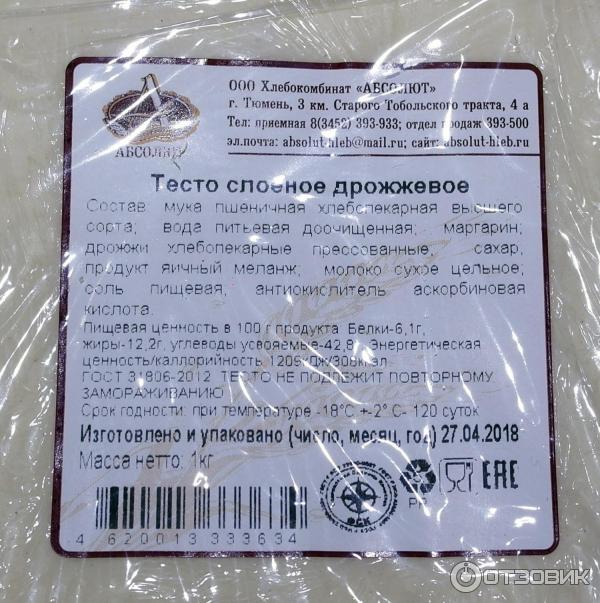 АБСОЛЮТ
ООО Хлебокомбинат «АБСОЛЮТ»
г. Тюмень, 3 км. Старого Тобольского тракта, 4 а
Тел: приемная 8(3452) 393-933; отдел продаж 393-500
эл.почта: absolut-hleb@mail.ru; сайт: absolut-hleb.ru
Тесто слоеное дрожжевое
Состав: мука пшеничная хлебопекарная высшего
сорта; вода питьевая доочищенная; маргарин;
дрожжи хлебопекарные прессованные; сахар;
продукт яичный меланж; молоко сухое цельное;
соль пищевая, антиокислитель аскорбиновая
кислота.
Пищевая ценность в 100 г продукта Белки-6,1г,
жиры-12,2г, углеводы усвояемые-42,8 Энергетическая
ценность/каллорийность, кДж/308ккал
ГОСТ 31806-2012 ТЕСТО НЕ ПОДЛЕЖИТ ПОВТОРНОМУ
ЗАМОРАЖИВАНИЮ
Срок годности: при температуре -18°С +-2° С- 120 суток
Изготовлено и упаковано (число, месяц, год) 27.04.2018
Масса нетто: 1кг
ФСК
PP
EAC
4 620013 333634
ОТЗОВИК